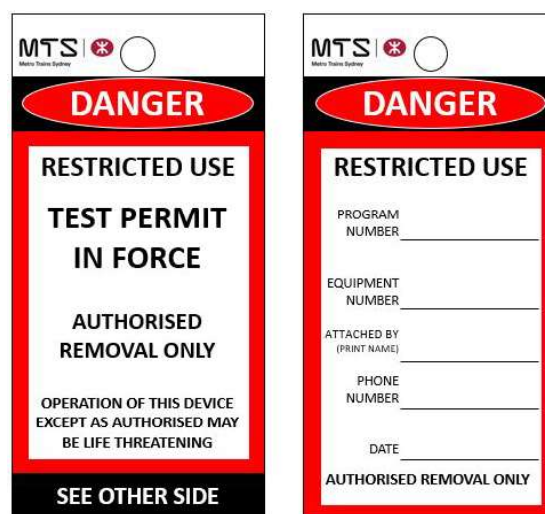 MTS
Metro Trains Sydney
DANGER
RESTRICTED USE
TEST PERMIT
IN FORCE
AUTHORISED
REMOVAL ONLY
OPERATION OF THIS DEVICE
EXCEPT AS AUTHORISED MAY
BE LIFE THREATENING
SEE OTHER SIDE
MTS
Metro Trains Sydney
DANGER
RESTRICTED USE
PROGRAM
NUMBER
EQUIPMENT
NUMBER
ATTACHED BY
(PRINT NAME)
PHONE
NUMBER
DATE
AUTHORISED REMOVAL ONLY